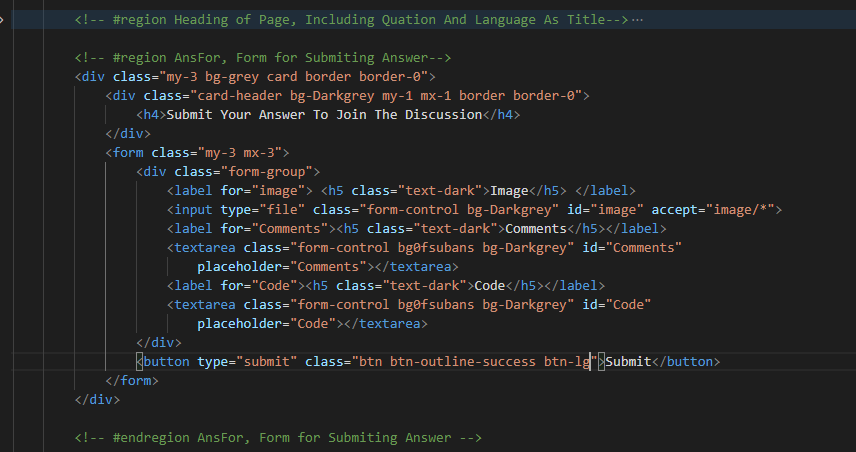 <!-- #region Heading of Page, Including Quation And Language As Title-->…
<!-- #region AnsFor, Form for Submiting Answer-->
<div class="my-3 bg-grey card border border-0">
<div class="card-header bg-Darkgrey my-1 mx-1 border border-0">
<h4>Submit Your Answer To Join The Discussion</h4>
</div>
<form class="my-3 mx-3">
<div class="form-group">
<label for="image"> <h5 class="text-dark">Image</h5> </label>
<input type="file" class="form-control bg-Darkgrey" id="image" accept="image/*">
<label for="Comments"><h5 class="text-dark">Comments</h5></label>
<textarea class="form-control bg0fsubans bg-Darkgrey" id="Comments"
placeholder="Comments"></textarea>
<label for="Code"><h5 class="text-dark">Code</h5></label>
<textarea class="form-control bg0fsubans bg-Darkgrey" id="Code"
placeholder="Code"></textarea>
</div>
<button type="submit" class="btn btn-outline-success btn-lg">Submit</button>
</form>
</div>
<!-- #endregion AnsFor, Form for Submiting Answer -->